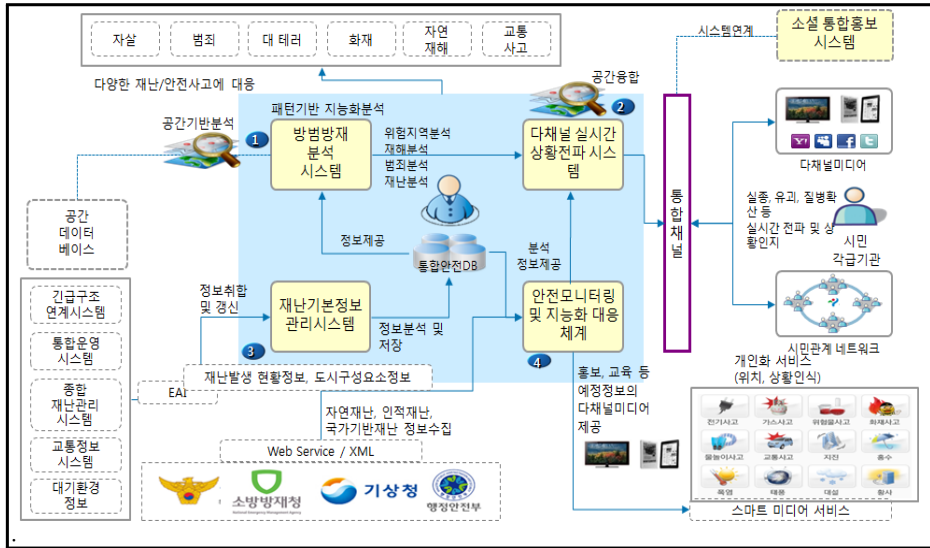 자살
범죄
대 테러
화재
자연
재해
교통
사고
시스템연계
소셜 통합홍보
시스템
다양한 재난/안전사고에 대응
공간융합
공간기반분석
1
패턴기반 지능화분석
2
방범방재
분석
시스템
위험지역분석
재해분석
범죄분석
재난분석
다채널 실시간
상황전파 시스
템
다채널미디어
통합채널
실종, 유괴, 질병확
산 등
실시간 전파 및 상
황인지
시민
각급기관
공간
데이터
베이스
정보제공
통합안전DB
분석
정보제공
긴급구조
연계시스템
통합운영
시스템
종합
재난관리
시스템
교통정보
시스템
대기환경
정보
정보취합
및 갱신
재난기본정보
관리시스템
정보분석 및
저장
안전모니터링
및 지능화 대응
체계
3
4
시민관계 네트워크
EAI
재난발생 현황정보, 도시구성요소정보
개인화 서비스
(위치, 상황인식)
홍보, 교육 등
예정정보의
다채널미디어
제공
자연재난, 인적재난,
국가기반재난 정보수집
Web Service / XML
소방방재청
National Emergency Management Agency
기상청
행정안전부
전기사고
가스사고
위험물사고
화재사고
물놀이사고
교통사고
지진
홍수
폭염
태풍
대설
황사
스마트 미디어 서비스
.